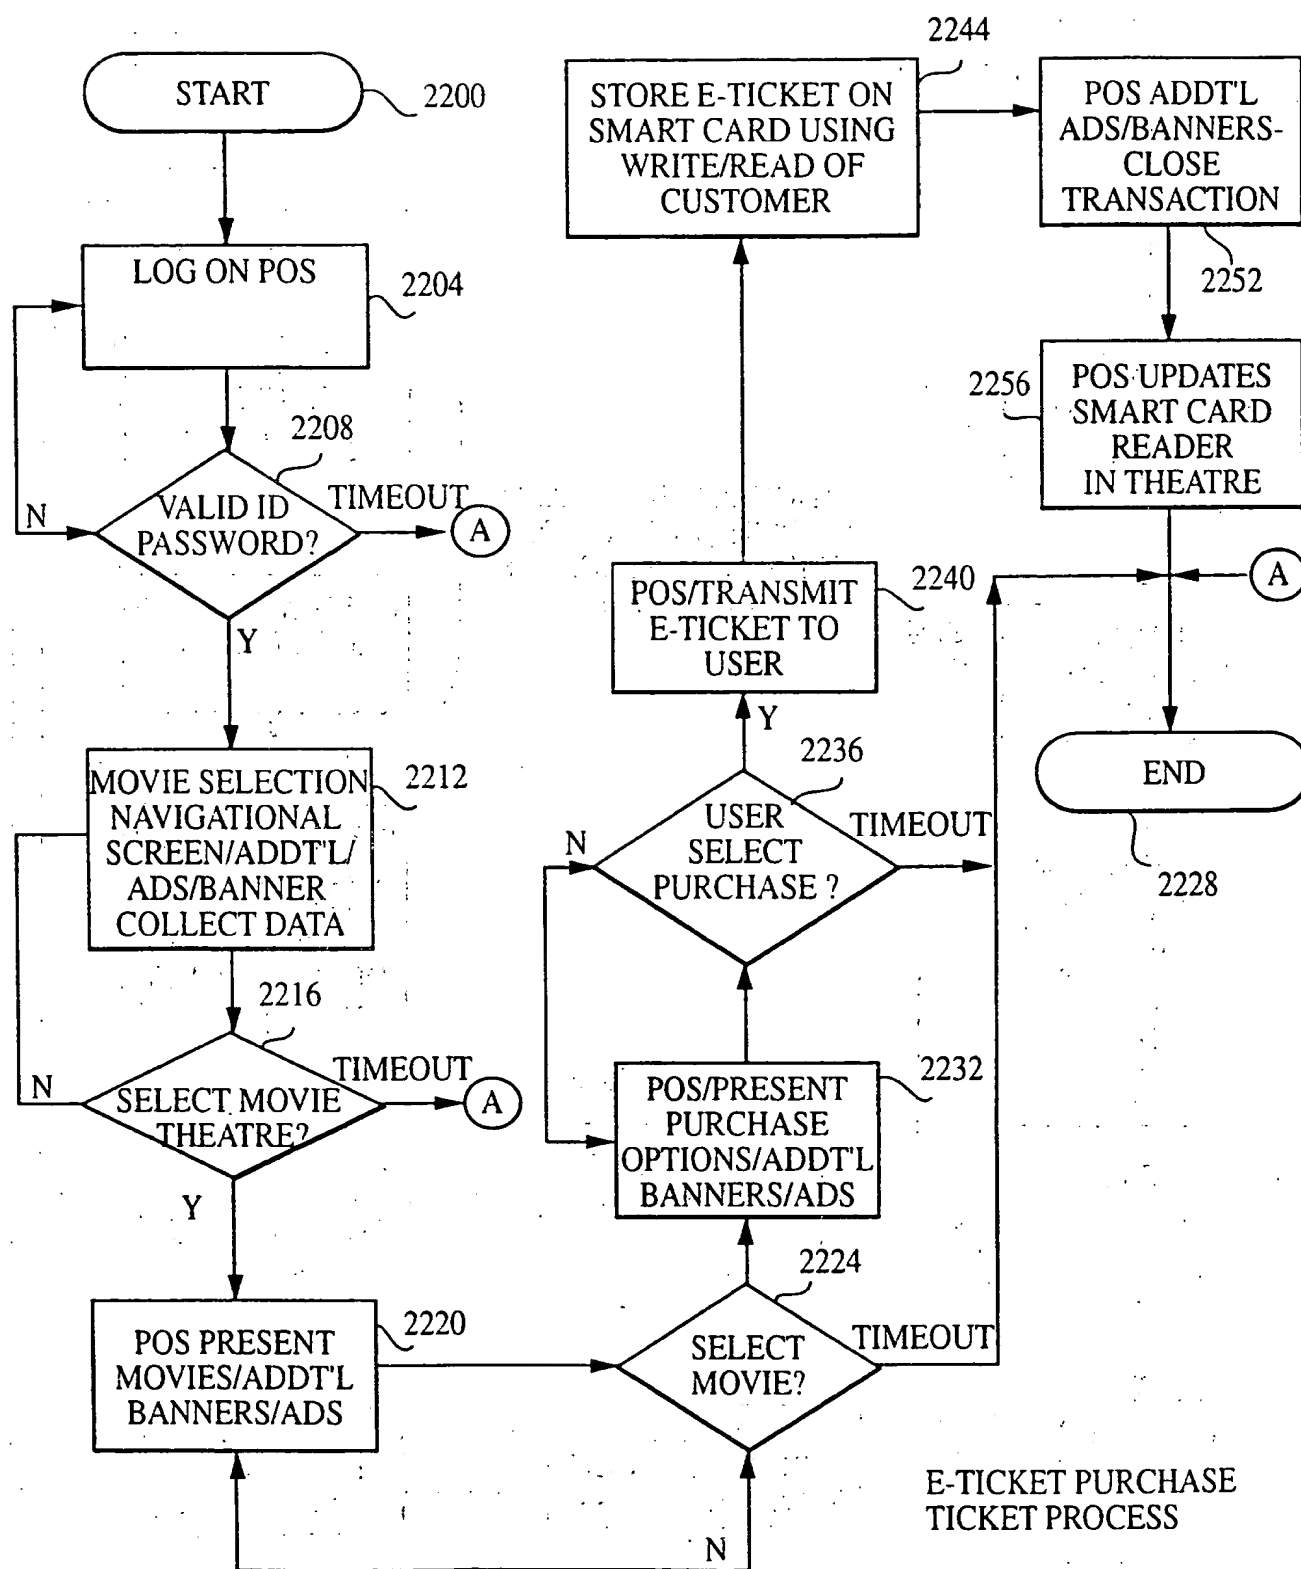 START
2200
LOG ON POS
2204
2208
VALID ID
PASSWORD?
N
TIMEOUT
A
Y
MOVIE SELECTION
NAVIGATIONAL
SCREEN/ADDT'L/
ADS/BANNER
COLLECT DATA
2212
2216
SELECT MOVIE
THEATRE?
N
TIMEOUT
A
Y
POS PRESENT
MOVIES/ADDT'L
BANNERS/ADS
2220
2224
SELECT
MOVIE?
TIMEOUT
N
POS/PRESENT
PURCHASE
OPTIONS/ADDT'L
BANNERS/ADS
2232
2236
USER
SELECT
PURCHASE ?
N
TIMEOUT
Y
POS/TRANSMIT
E-TICKET TO
USER
2240
STORE E-TICKET ON
SMART CARD USING
WRITE/READ OF
CUSTOMER
2244
POS ADDT'L
ADS/BANNERS-
CLOSE
TRANSACTION
2252
POS UPDATES
SMART CARD
READER
IN THEATRE
2256
A
END
2228
E-TICKET PURCHASE
TICKET PROCESS